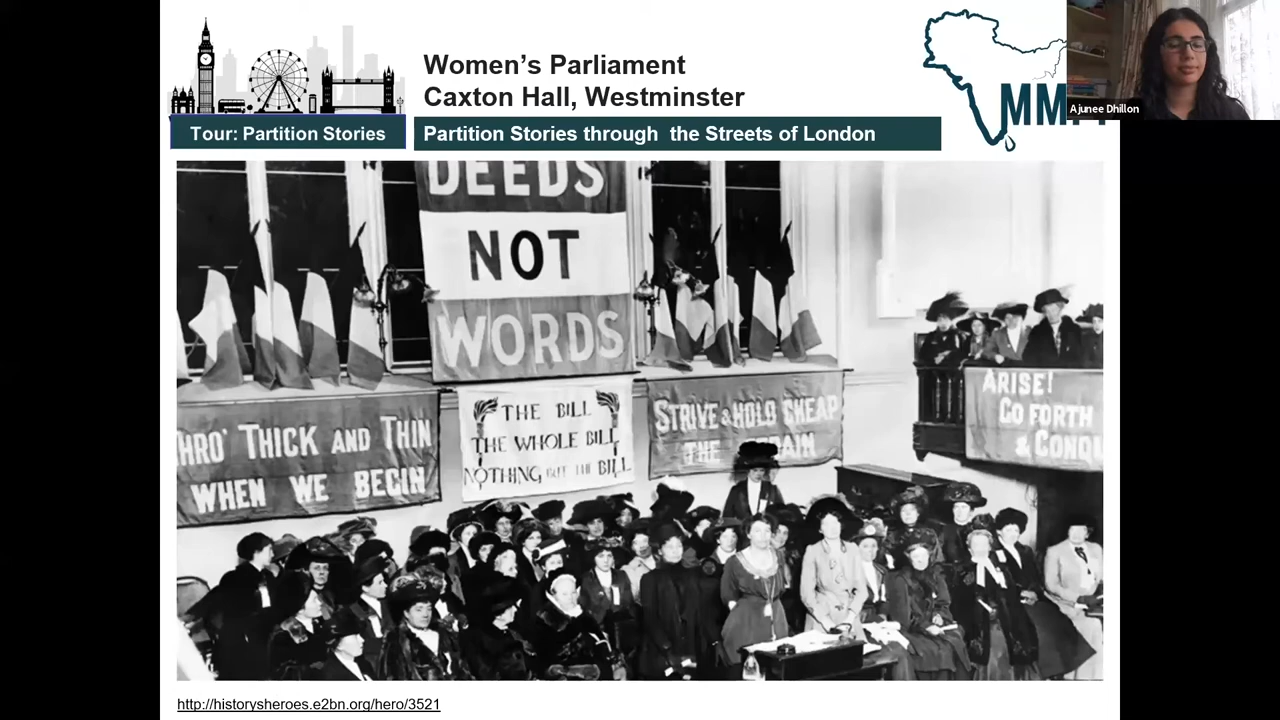 Women's Parliament
Caxton Hall, Westminster
Tour: Partition Stories
Partition Stories through the Streets of London
Ajunee Dhillon
DEEDS
NOT
WORDS
HRO' THICK AND THIN
WHEN WE BEGIN
THE BILL
THE WHOLE BILL
NOTHING BUT THE BILL
STRIVE & HOLD CHEAP
THE
ARISE!
GO FORTH
&
http://historysheroes.e2bn.org/hero/3521